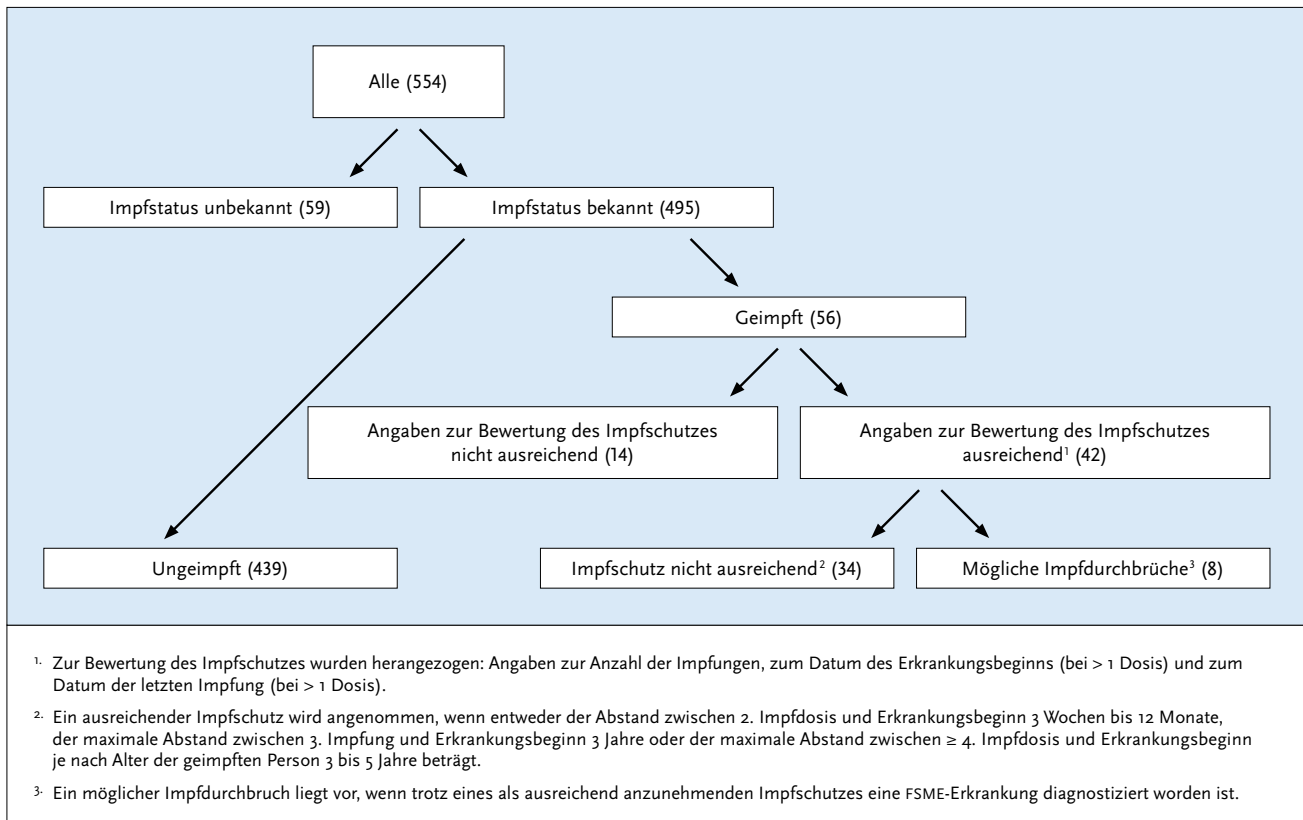 Alle (554)
Impfstatus unbekannt (59)
Impfstatus bekannt (495)
Geimpft (56)
Angaben zur Bewertung des Impfschutzes
nicht ausreichend (14)
Angaben zur Bewertung des Impfschutzes
ausreichend¹ (42)
Ungeimpft (439)
Impfschutz nicht ausreichend² (34)
Mögliche Impfdurchbrüche³ (8)
1. Zur Bewertung des Impfschutzes wurden herangezogen: Angaben zur Anzahl der Impfungen, zum Datum des Erkrankungsbeginns (bei > 1 Dosis) und zum
Datum der letzten Impfung (bei > 1 Dosis).
2. Ein ausreichender Impfschutz wird angenommen, wenn entweder der Abstand zwischen 2. Impfdosis und Erkrankungsbeginn 3 Wochen bis 12 Monate,
der maximale Abstand zwischen 3. Impfung und Erkrankungsbeginn 3 Jahre oder der maximale Abstand zwischen ≥ 4. Impfdosis und Erkrankungsbeginn
je nach Alter der geimpften Person 3 bis 5 Jahre beträgt.
3. Ein möglicher Impfdurchbruch liegt vor, wenn trotz eines als ausreichend anzunehmenden Impfschutzes eine FSME-Erkrankung diagnostiziert worden ist.